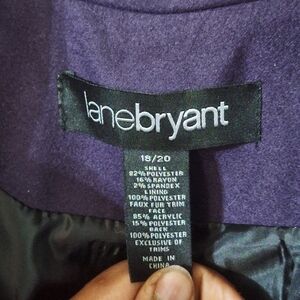 lanebryant
18/20
SHELL
82% POLYESTER
16% RAYON
2% SPANDEX
LINING
100% POLYESTER
FAUX FUR TRIM
FACE
85% ACRYLIC
15% POLYESTER
BACK
100% POLYESTER
EXCLUSIVE OF
TRIMS
MADE IN
CHINA